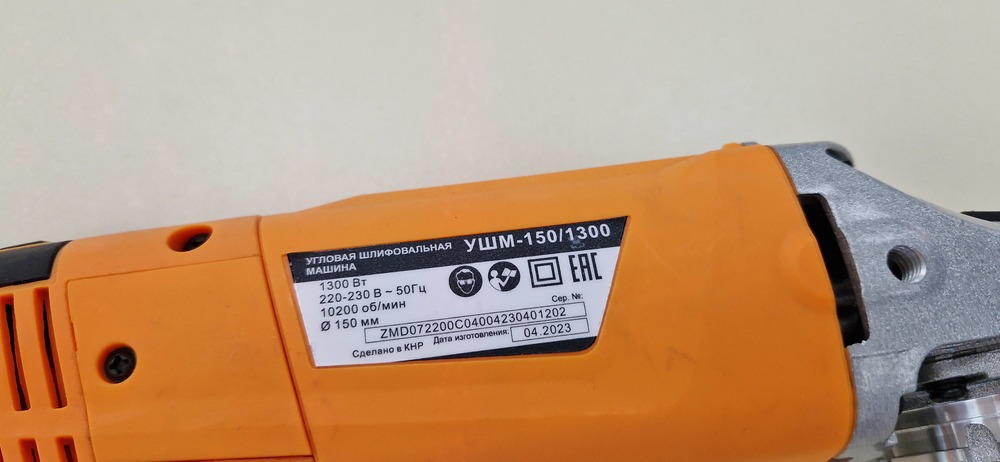 УГЛОВАЯ ШЛИФОВАЛЬНАЯ МАШИНА
УШМ-150/1300
1300 Вт
220-230 В ~ 50Гц
10200 об/мин
Ø 150 мм
EAC
Сер. №:
ZMD072200C04004230401202
Сделано в КНР
Дата изготовления:
04.2023